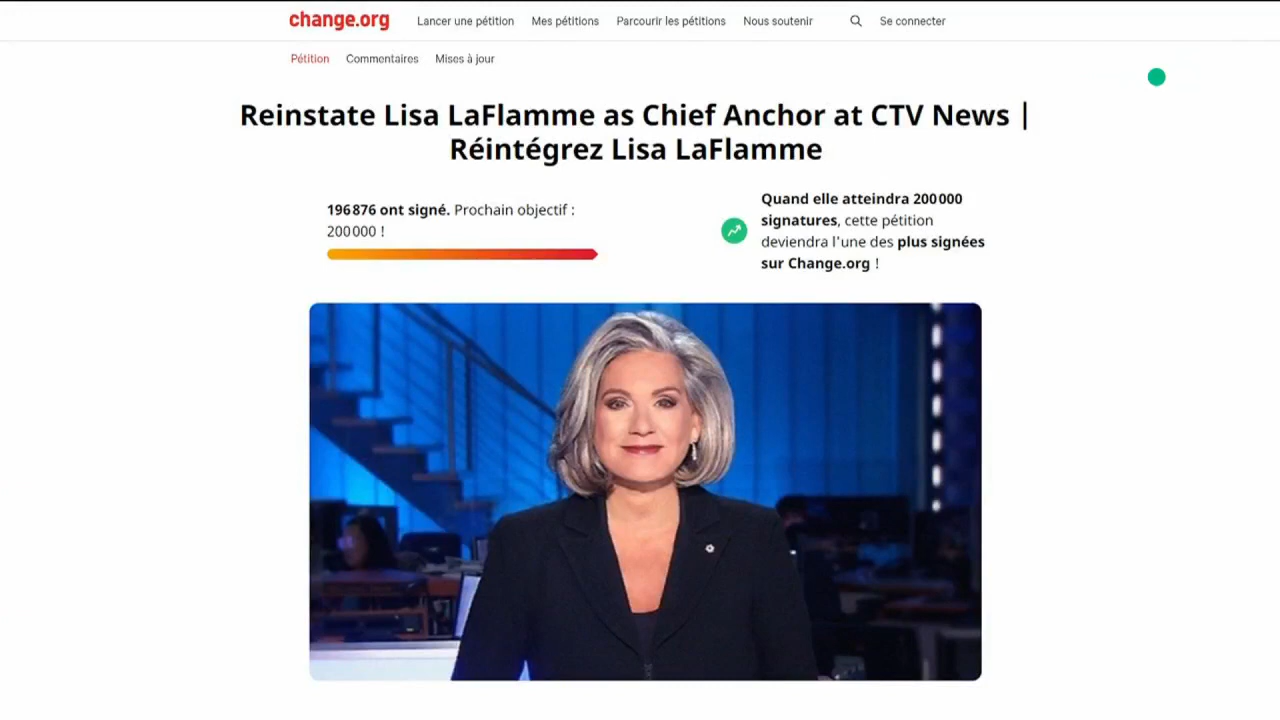 change.org
Lancer une pétition
Mes pétitions
Parcourir les pétitions
Nous soutenir
Se connecter
Pétition
Commentaires
Mises à jour
Reinstate Lisa LaFlamme as Chief Anchor at CTV News |
Réintégrez Lisa LaFlamme
196 876 ont signé. Prochain objectif :
200 000 !
Quand elle atteindra 200 000
signatures, cette pétition
deviendra l'une des plus signées
sur Change.org !